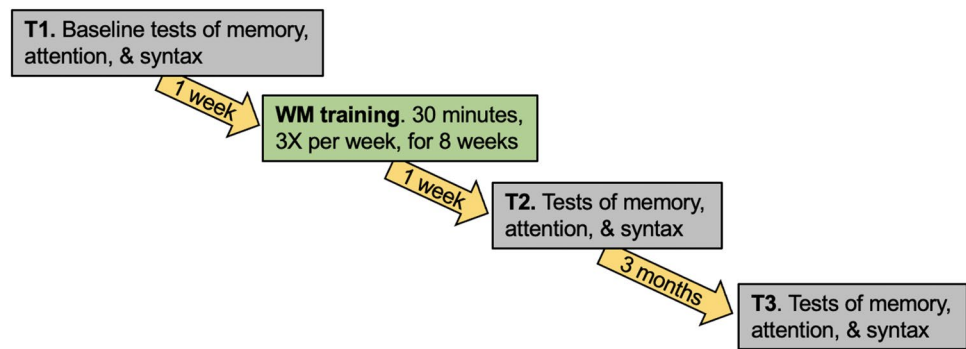 T1. Baseline tests of memory,
attention, & syntax
1 week
WM training. 30 minutes,
3X per week, for 8 weeks
1 week
T2. Tests of memory,
attention, & syntax
3 months
T3. Tests of memory,
attention, & syntax